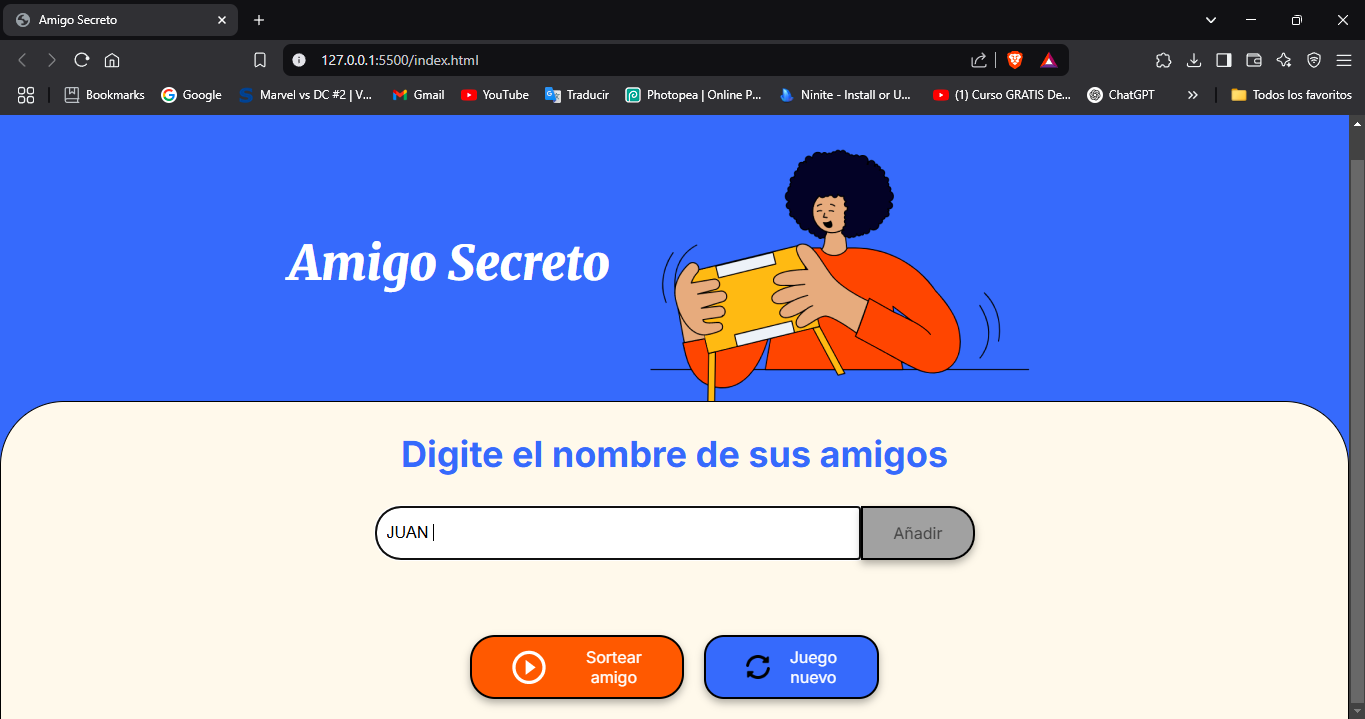 Amigo Secreto
127.0.0.1:5500/index.html
Bookmarks Google Marvel vs DC #2 | V... Gmail YouTube Traducir Photopea | Online P... Ninite - Install or U... (1) Curso GRATIS De... ChatGPT » Todos los favoritos
Amigo Secreto
Digite el nombre de sus amigos
JUAN Añadir
Sortear
amigo
Juego
nuevo